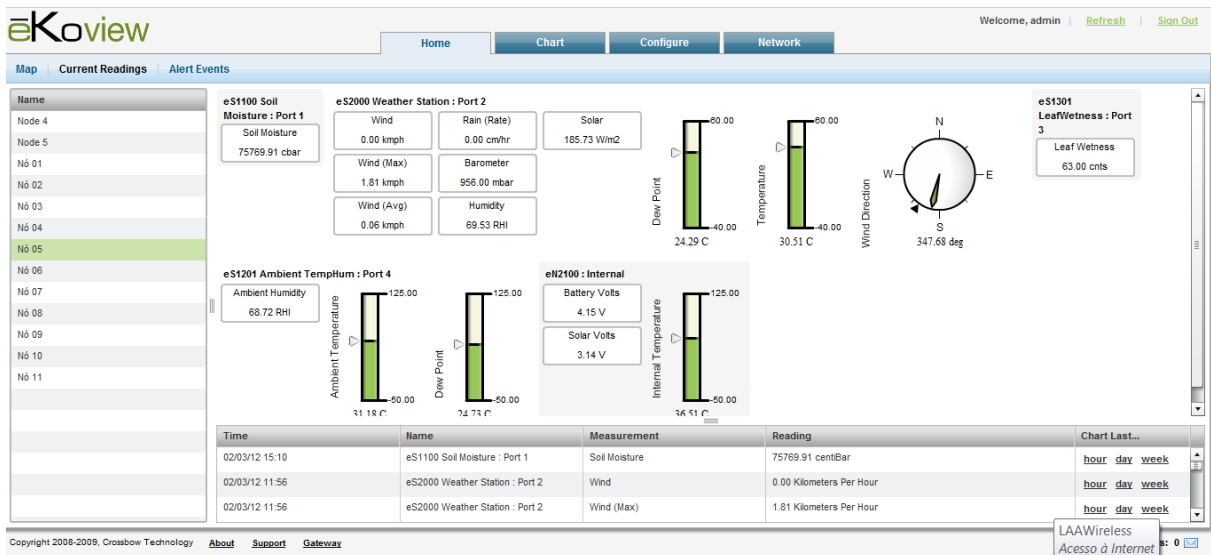 ēKoview
Welcome, admin | Refresh | Sign Out
Home Chart Configure Network
Map Current Readings Alert Events
Name
Node 4
Node 5
Nó 01
Nó 02
Nó 03
Nó 04
Nó 05
Nó 06
Nó 07
Nó 08
Nó 09
Nó 10
Nó 11
eS1100 Soil
Moisture : Port 1
Soil Moisture
75769.91 cbar
eS2000 Weather Station : Port 2
Wind
0.00 kmph
Rain (Rate)
0.00 cm/hr
Solar
185.73 W/m2
Wind (Max)
1.81 kmph
Barometer
956.00 mbar
Wind (Avg)
0.06 kmph
Humidity
69.53 RHI
Dew Point
60.00
-40.00
24.29 C
Temperature
60.00
-40.00
30.51 C
Wind Direction
N
W
E
S
347.68 deg
eS1301
LeafWetness : Port
3
Leaf Wetness
63.00 cnts
eS1201 Ambient TempHum : Port 4
Ambient Humidity
68.72 RHI
Ambient Temperature
125.00
-50.00
31.18 C
Dew Point
125.00
-50.00
24.73 C
eN2100 : Internal
Battery Volts
4.15 V
Solar Volts
3.14 V
Internal Temperature
125.00
-50.00
36.51 C
Time Name Measurement Reading Chart Last...
02/03/12 15:10 eS1100 Soil Moisture : Port 1 Soil Moisture 75769.91 centiBar hour day week
02/03/12 11:56 eS2000 Weather Station : Port 2 Wind 0.00 Kilometers Per Hour hour day week
02/03/12 11:56 eS2000 Weather Station : Port 2 Wind (Max) 1.81 Kilometers Per Hour hour day week
Copyright 2008-2009, Crossbow Technology About Support Gateway
LAAWireless
Acesso à Internet
s: 0